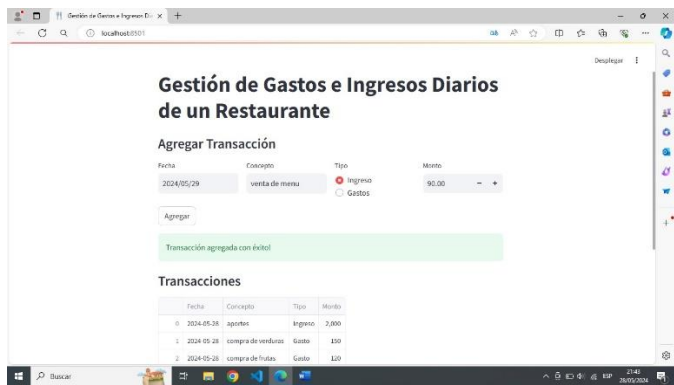 Gestión de Gastos e Ingresos Dia
localhost:8501
Desplegar
Gestión de Gastos e Ingresos Diarios
de un Restaurante
Agregar Transacción
Fecha Concepto Tipo Monto
2024/05/29 venta de menu Ingreso 90.00 - +
Gastos
Agregar
Transacción agregada con éxito!
Transacciones
Fecha Concepto Tipo Monto
0 2024-05-28 aportes Ingreso 2,000
1 2024-05-28 compra de verduras Gasto 150
2 2024-05-28 compra de frutas Gasto 120
Buscar
ESP
21:43
28/05/2024